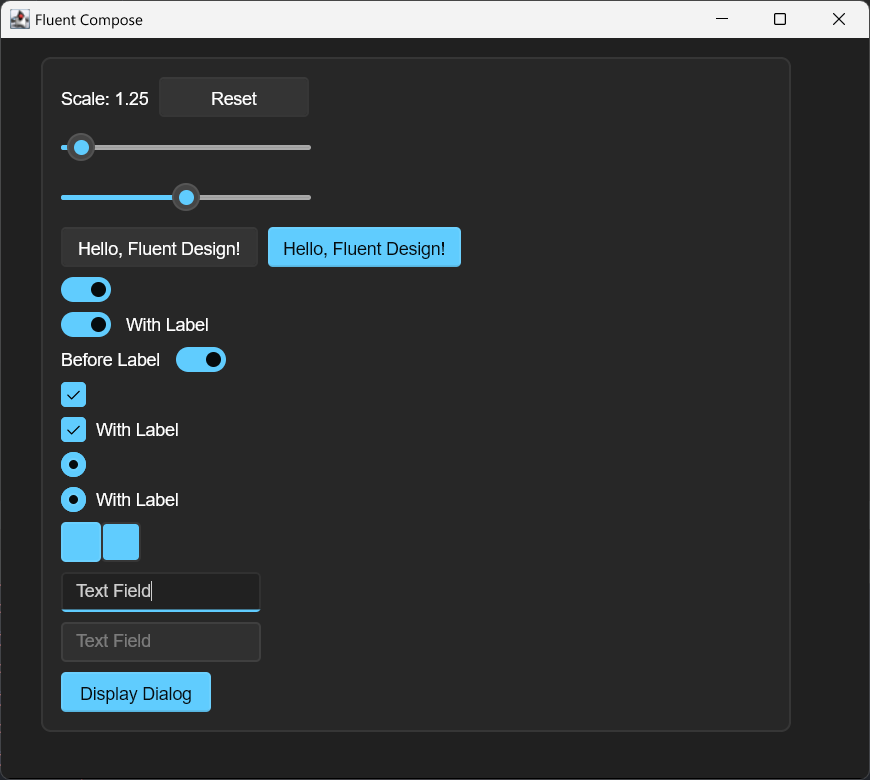 Fluent Compose
Scale: 1.25 Reset
Hello, Fluent Design! Hello, Fluent Design!
With Label
Before Label
With Label
With Label
Text Field
Text Field
Display Dialog